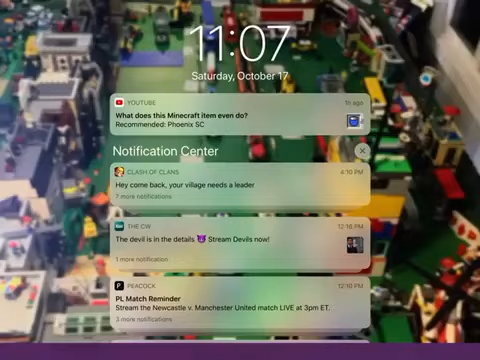 11:07
Saturday, October 17
YOUTUBE 1h ago
What does this Minecraft item even do?
Recommended: Phoenix SC
Notification Center
CLASH OF CLANS 4:10 PM
Hey come back, your village needs a leader
7 more notifications
THE CW 12:18 PM
The devil is in the details 😈 Stream Devils now!
1 more notification
PEACOCK 12:10 PM
PL Match Reminder
Stream the Newcastle v. Manchester United match LIVE at 3pm ET.
3 more notifications